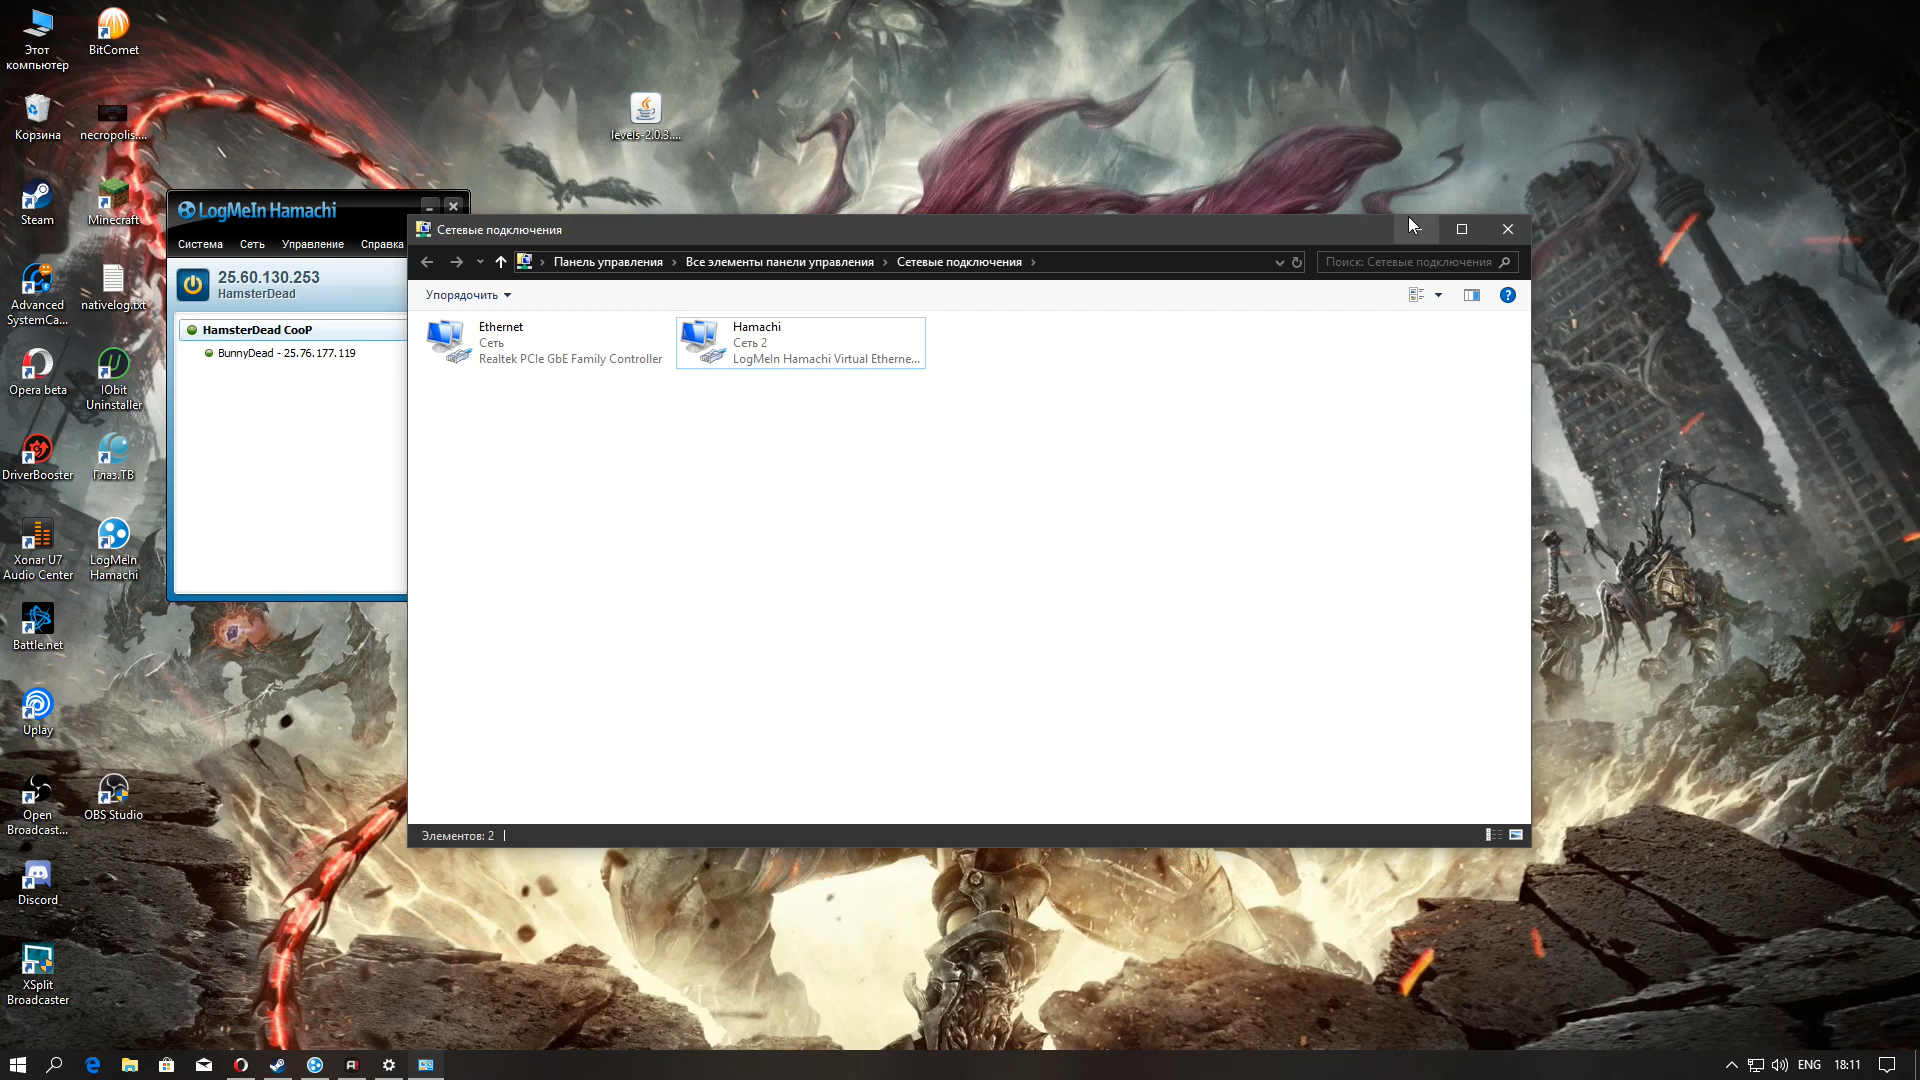 Этот
компьютер
BitComet
Корзина
necropolis....
Steam
Minecraft
Advanced
SystemCa...
nativelog.txt
Opera beta
IObit
Uninstaller
DriverBooster
Глаз.ТВ
Xonar U7
Audio Center
LogMeIn
Hamachi
Battle.net
Uplay
Open
Broadcast...
OBS Studio
Discord
XSplit
Broadcaster
levels-2.0.3....
LogMeIn Hamachi
Система Сеть Управление Справка
25.60.130.253
HamsterDead
HamsterDead CooP
BunnyDead - 25.76.177.119
Сетевые подключения
Панель управления Все элементы панели управления Сетевые подключения
Поиск: Сетевые подключения
Упорядочить
Ethernet
Сеть
Realtek PCIe GbE Family Controller
Hamachi
Сеть 2
LogMeIn Hamachi Virtual Etherne...
Элементов: 2
ENG 18:11